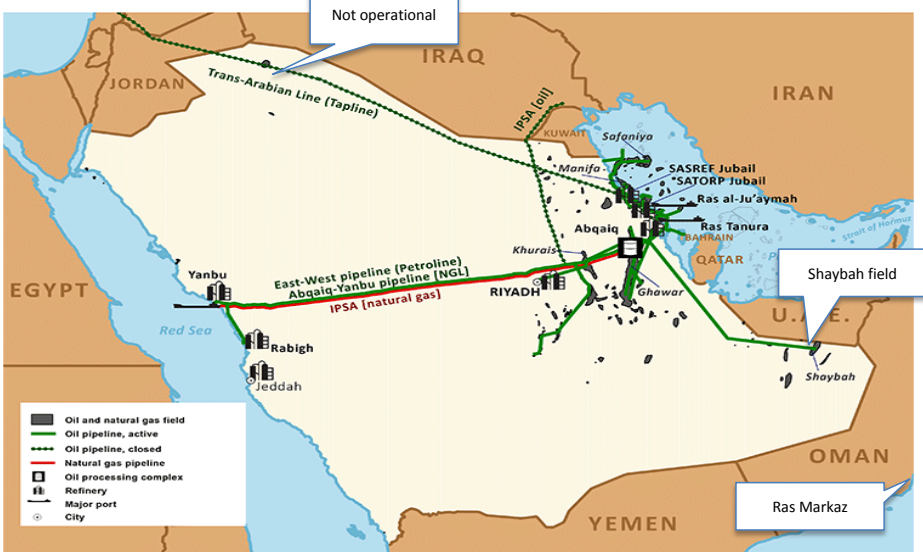 Not operational
IRAQ
JORDAN
Trans-Arabian Line (Tapline)
IRAN
IPSA [oil]
KUWAIT
Safaniya
Manifa
SASREF Jubail
*SATORP Jubail
Ras al-Ju'aymah
Ras Tanura
Abqaiq
BAHRAIN
Strait of Hormuz
QATAR
P
Khurais
Shaybah field
East-West pipeline (Petroline)
Abqaiq-Yanbu pipeline [NGL]
IPSA [natural gas]
Yanbu
RIYADH
Ghawar
EGYPT
U.A.E.
Red Sea
Rabigh
Jeddah
Shaybah
Oil and natural gas field
Oil pipeline, active
Oil pipeline, closed
Natural gas pipeline
Oil processing complex
Refinery
Major port
City
OMAN
Ras Markaz
YEMEN